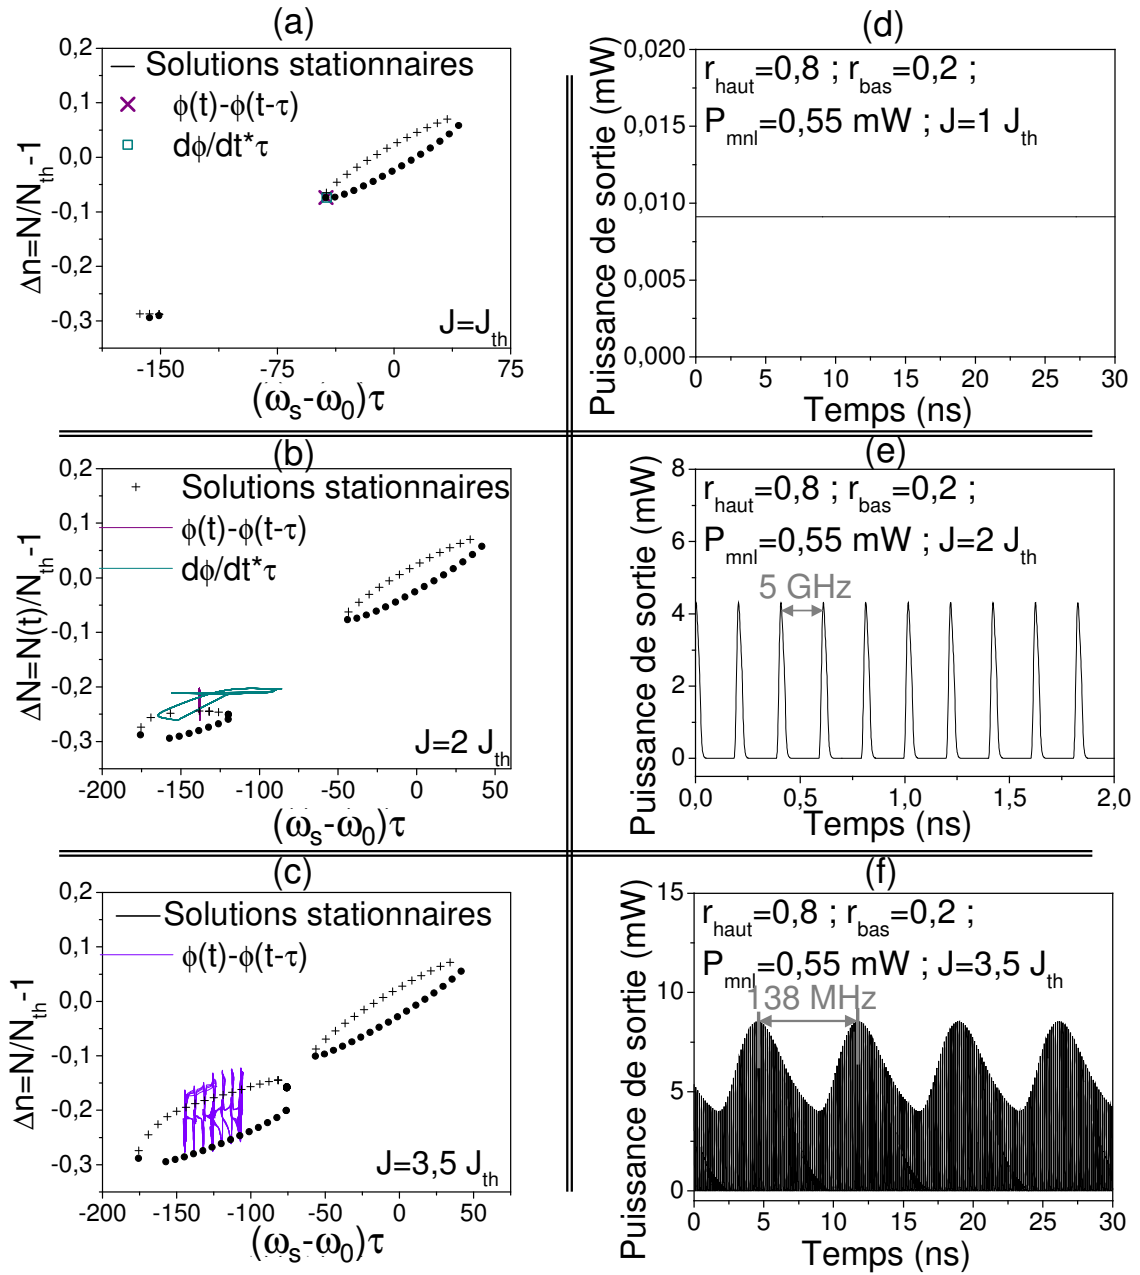 (a)
0,2
0,1
0,0
-0,1
-0,2
-0,3
Δn=N/N_th-1
Solutions stationnaires
ϕ(t)-ϕ(t-τ)
dϕ/dt*τ
J=J_th
-150 -75 0 75
(ω_s-ω_0)τ
(d)
0,020
0,015
0,010
0,005
0,000
Puissance de sortie (mW)
r_haut=0,8 ; r_bas=0,2 ;
P_mnl=0,55 mW ; J=1 J_th
0 5 10 15 20 25 30
Temps (ns)
(b)
0,2
0,1
0,0
-0,1
-0,2
-0,3
ΔN=N(t)/N_th-1
Solutions stationnaires
ϕ(t)-ϕ(t-τ)
dϕ/dt*τ
J=2 J_th
-200 -150 -100 -50 0 50
(ω_s-ω_0)τ
(e)
8
6
4
2
0
Puissance de sortie (mW)
r_haut=0,8 ; r_bas=0,2 ;
P_mnl=0,55 mW ; J=2 J_th
5 GHz
0,0 0,5 1,0 1,5 2,0
Temps (ns)
(c)
0,2
0,1
0,0
-0,1
-0,2
-0,3
Δn=N/N_th-1
Solutions stationnaires
ϕ(t)-ϕ(t-τ)
J=3,5 J_th
-200 -150 -100 -50 0 50
(ω_s-ω_0)τ
(f)
15
10
5
0
Puissance de sortie (mW)
r_haut=0,8 ; r_bas=0,2 ;
P_mnl=0,55 mW ; J=3,5 J_th
138 MHz
0 5 10 15 20 25 30
Temps (ns)